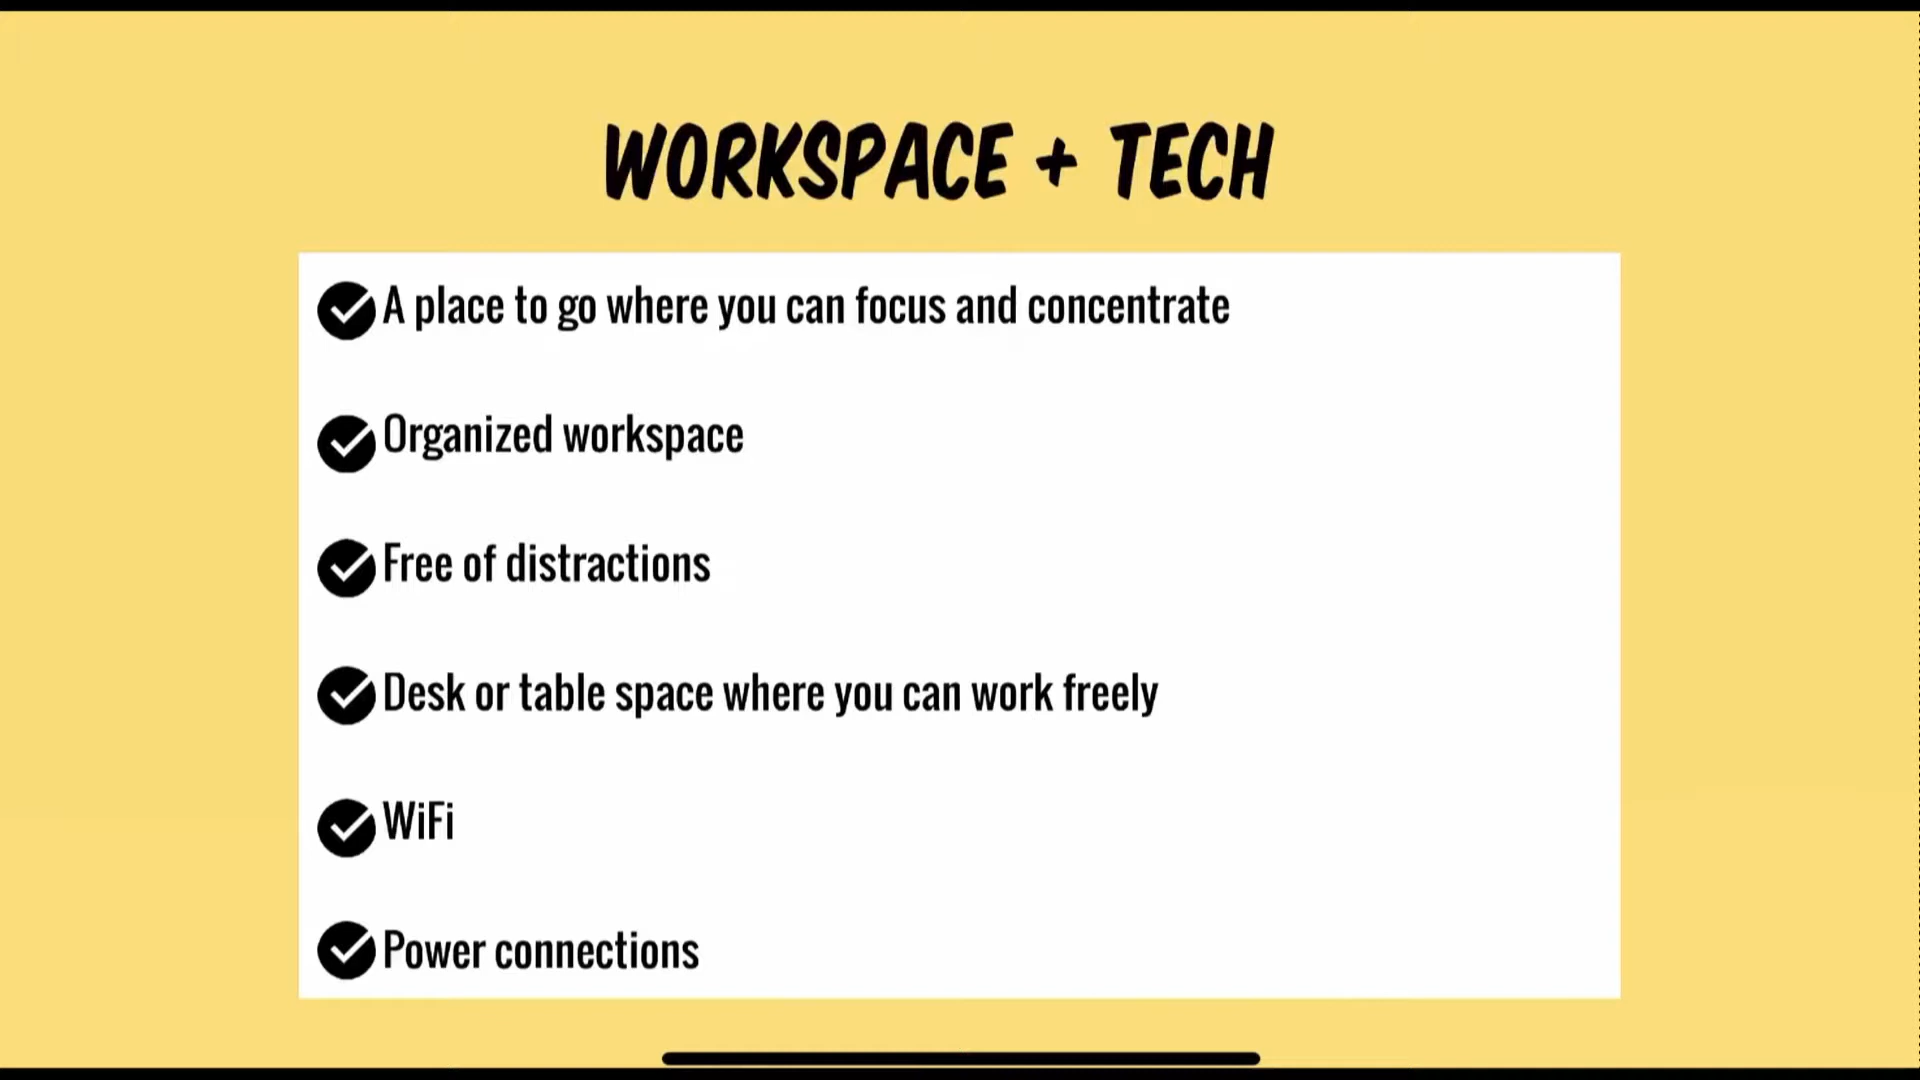 WORKSPACE + TECH
A place to go where you can focus and concentrate
Organized workspace
Free of distractions
Desk or table space where you can work freely
WiFi
Power connections